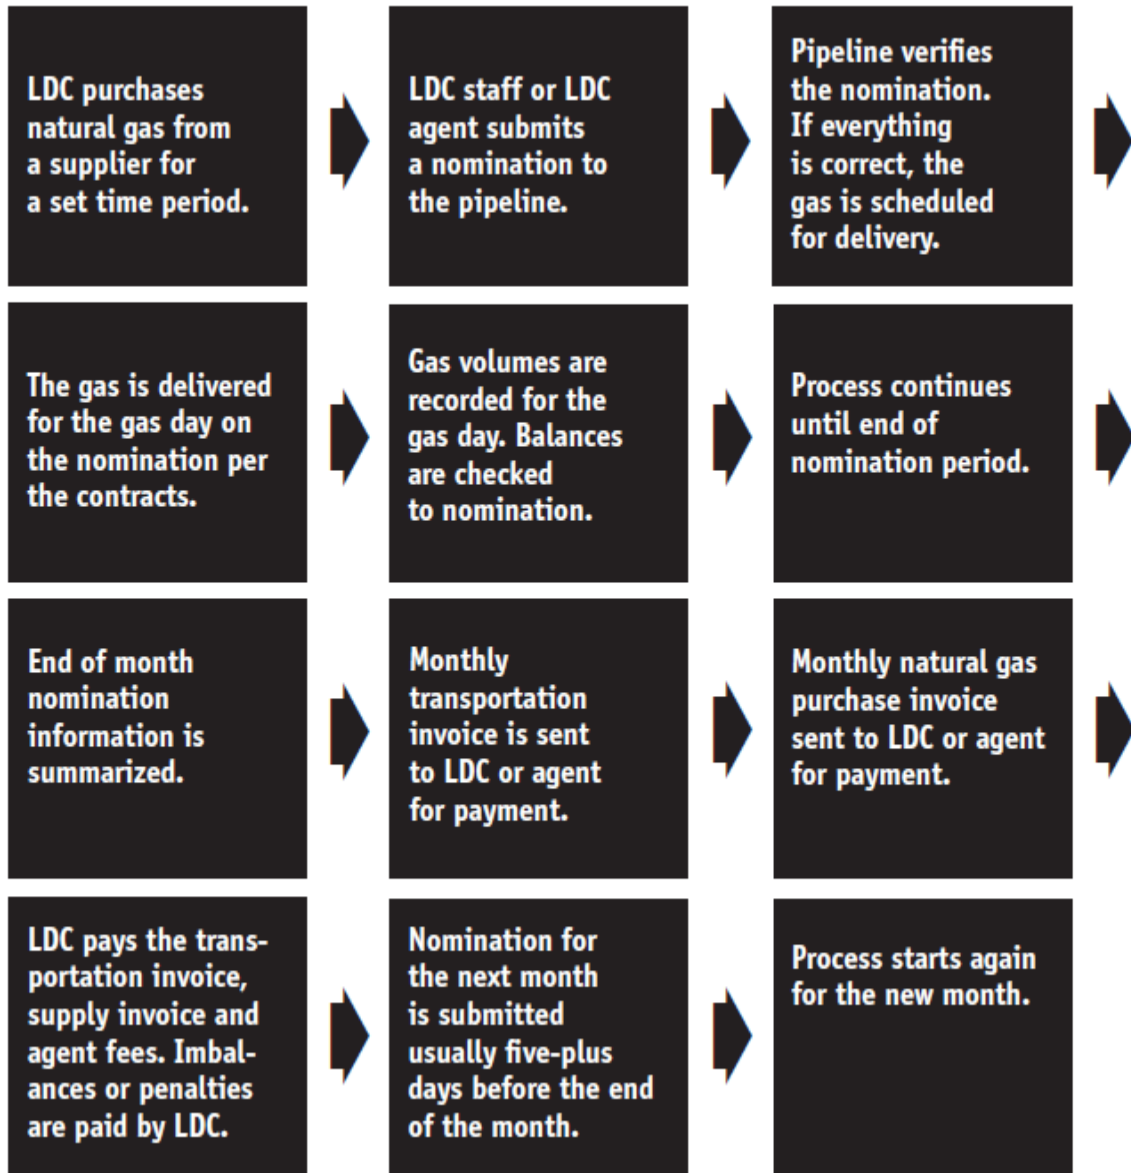 LDC purchases
natural gas from
a supplier for
a set time period.
LDC staff or LDC
agent submits
a nomination to
the pipeline.
Pipeline verifies
the nomination.
If everything
is correct, the
gas is scheduled
for delivery.
The gas is delivered
for the gas day on
the nomination per
the contracts.
Gas volumes are
recorded for the
gas day. Balances
are checked
to nomination.
Process continues
until end of
nomination period.
End of month
nomination
information is
summarized.
Monthly
transportation
invoice is sent
to LDC or agent
for payment.
Monthly natural gas
purchase invoice
sent to LDC or agent
for payment.
LDC pays the trans-
portation invoice,
supply invoice and
agent fees. Imbal-
ances or penalties
are paid by LDC.
Nomination for
the next month
is submitted
usually five-plus
days before the end
of the month.
Process starts again
for the new month.